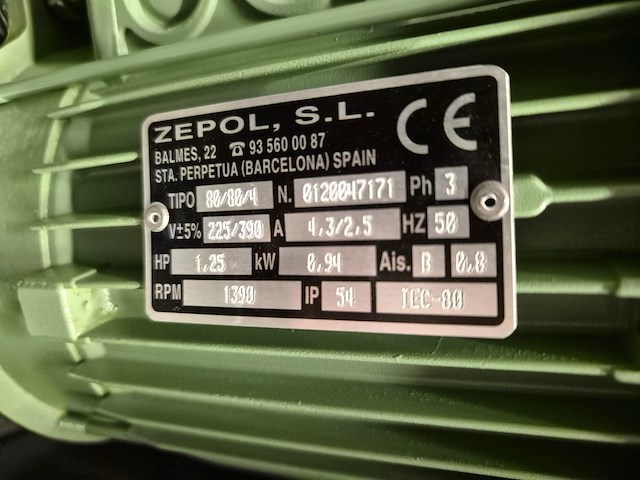 ZEPOL, S.L. CE
BALMES, 22 ☎ 93 560 00 87
STA. PERPETUA (BARCELONA) SPAIN
TIPO 80/80/4 N. 0120047171 Ph 3
V±5% 225/390 A 4,3/2,5 HZ 50
HP 1,25 kW 0,94 Ais. B 0,8
RPM 1390 IP 54 IEC-80